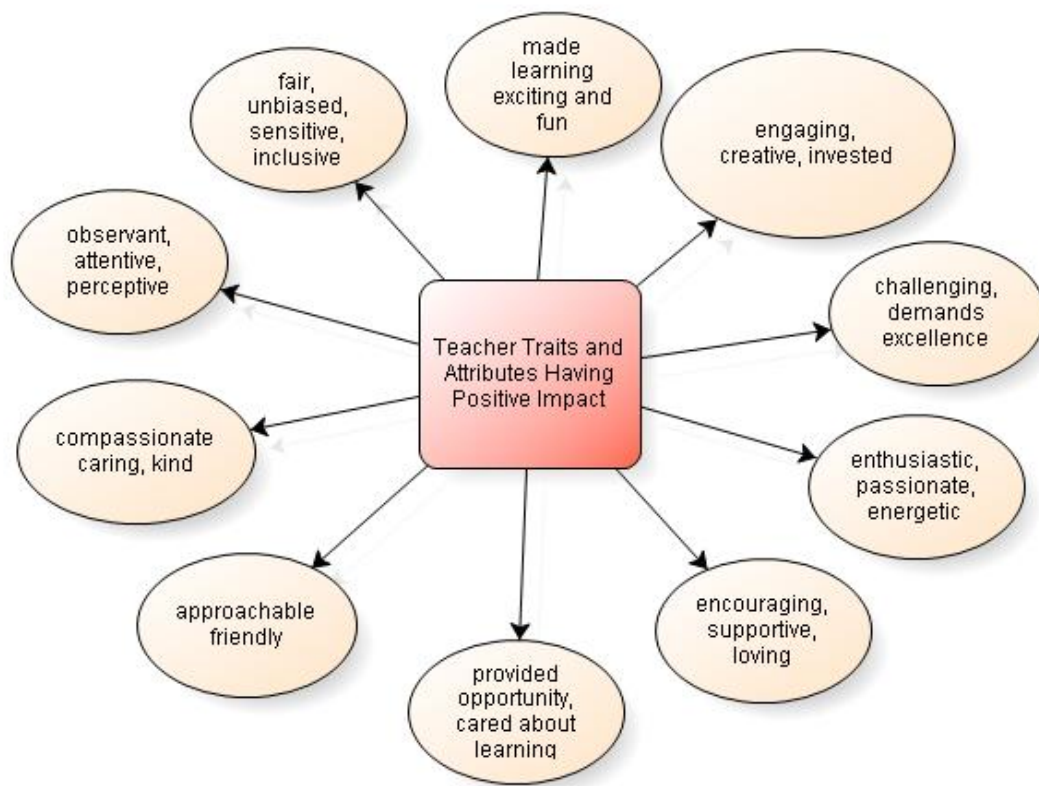 made
learning
exciting and
fun
fair,
unbiased,
sensitive,
inclusive
engaging,
creative, invested
observant,
attentive,
perceptive
challenging,
demands
excellence
Teacher Traits and
Attributes Having
Positive Impact
compassionate
caring, kind
enthusiastic,
passionate,
energetic
approachable
friendly
encouraging,
supportive,
loving
provided
opportunity,
cared about
learning